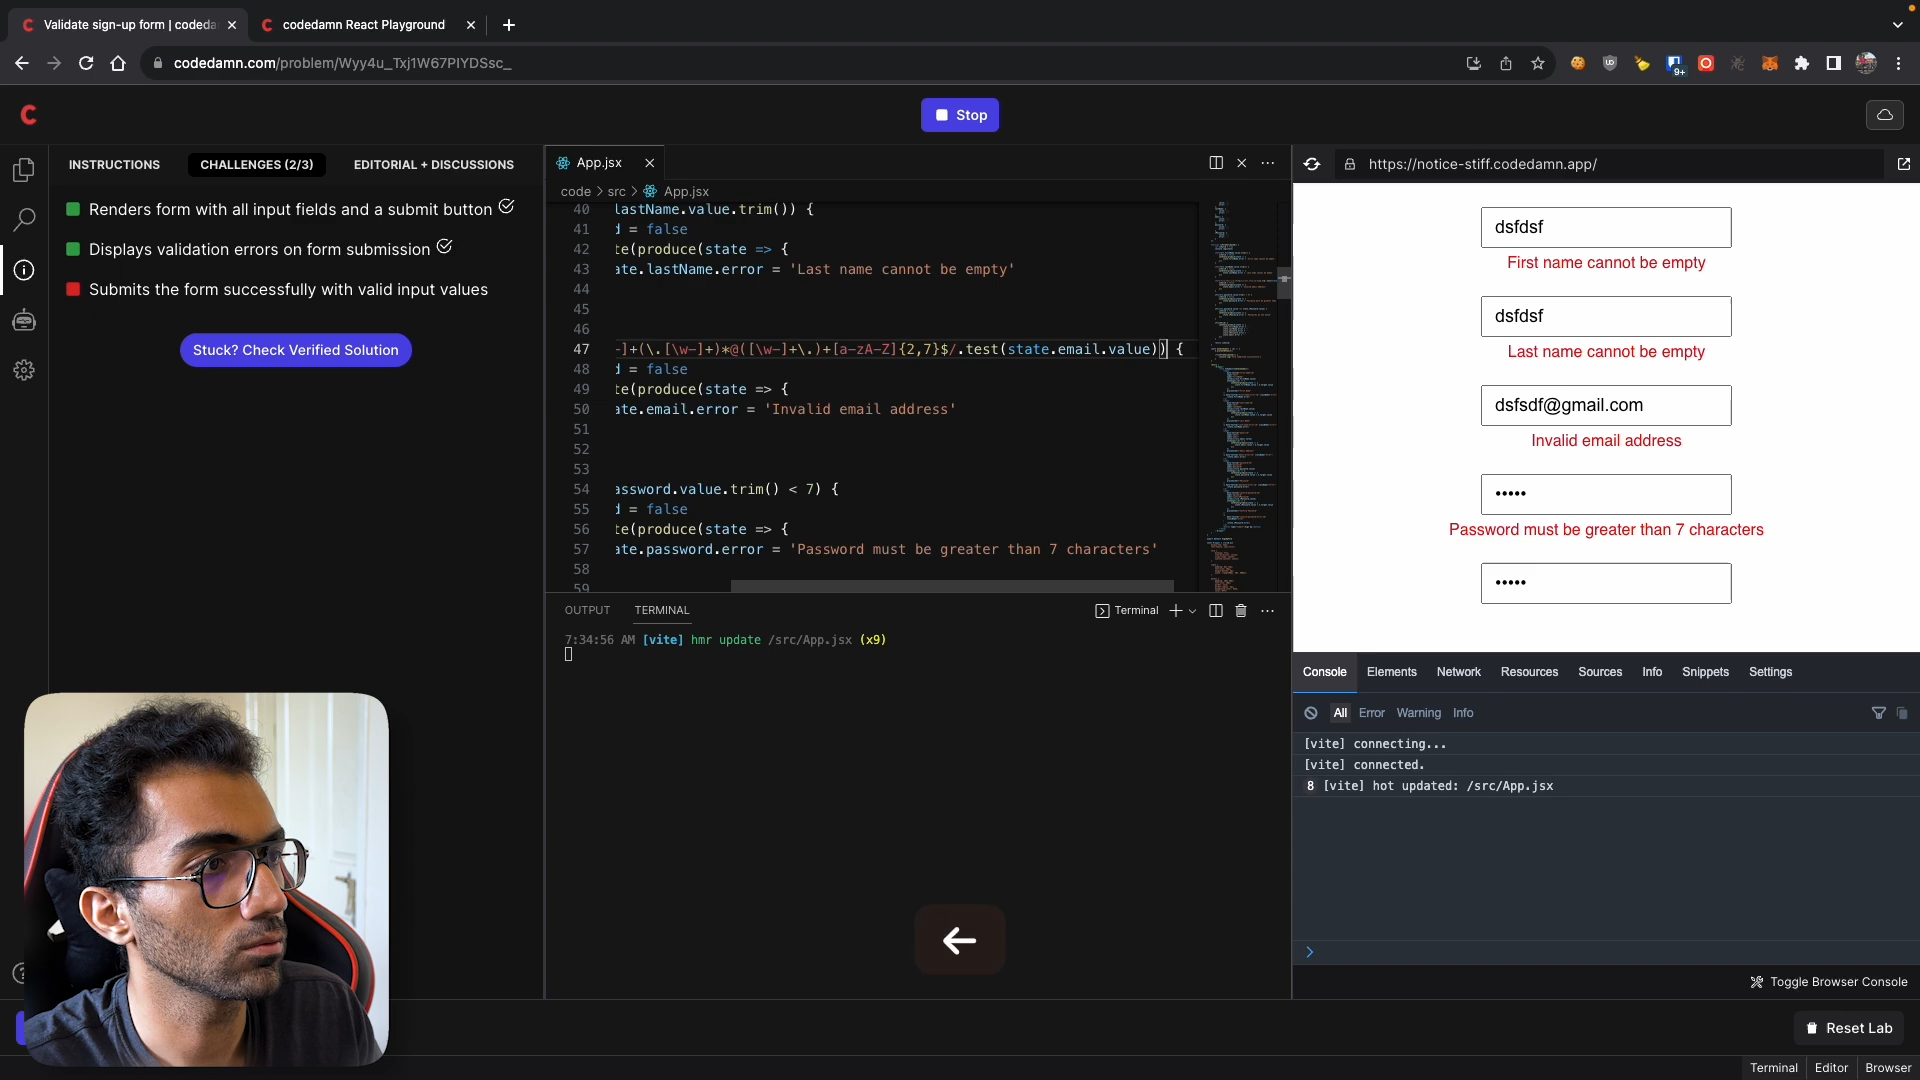 Validate sign-up form | codeda
codedamn React Playground
codedamn.com/problem/Wyy4u_Txj1W67PIYDSsc_
9+
Stop
INSTRUCTIONS
CHALLENGES (2/3)
EDITORIAL + DISCUSSIONS
Renders form with all input fields and a submit button
Displays validation errors on form submission
Submits the form successfully with valid input values
Stuck? Check Verified Solution
App.jsx
code > src > App.jsx
40 lastName.value.trim()) {
41 d = false
42 te(produce(state => {
43 ate.lastName.error = 'Last name cannot be empty'
44
45
46
47 -]+(\.[\w-]+)*@([\w-]+\.)+[a-zA-Z]{2,7}$/.test(state.email.value)) {
48 d = false
49 te(produce(state => {
50 ate.email.error = 'Invalid email address'
51
52
53
54 assword.value.trim() < 7) {
55 d = false
56 te(produce(state => {
57 ate.password.error = 'Password must be greater than 7 characters'
58
59
OUTPUT
TERMINAL
Terminal
7:34:56 AM [vite] hmr update /src/App.jsx (x9)
https://notice-stiff.codedamn.app/
dsfdsf
First name cannot be empty
dsfdsf
Last name cannot be empty
dsfsdf@gmail.com
Invalid email address
•••••
Password must be greater than 7 characters
•••••
Console
Elements
Network
Resources
Sources
Info
Snippets
Settings
All
Error
Warning
Info
[vite] connecting...
[vite] connected.
8 [vite] hot updated: /src/App.jsx
Toggle Browser Console
Reset Lab
Terminal
Editor
Browser